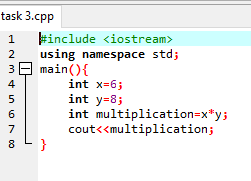 task 3.cpp
1 #include <iostream>
2 using namespace std;
3 main(){
4 int x=6;
5 int y=8;
6 int multiplication=x*y;
7 cout<<multiplication;
8 }